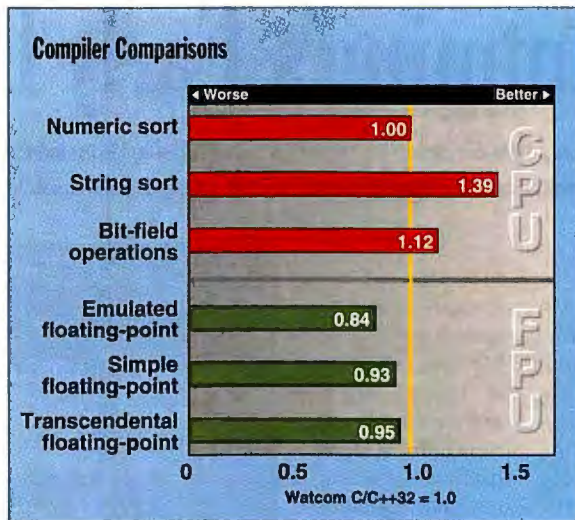 Compiler Comparisons
◄ Worse Better ►
Numeric sort 1.00
String sort 1.39
Bit-field
operations 1.12
CPU
Emulated
floating-point 0.84
Simple
floating-point 0.93
Transcendental
floating-point 0.95
FPU
0 0.5 1.0 1.5
Watcom C/C++32 = 1.0